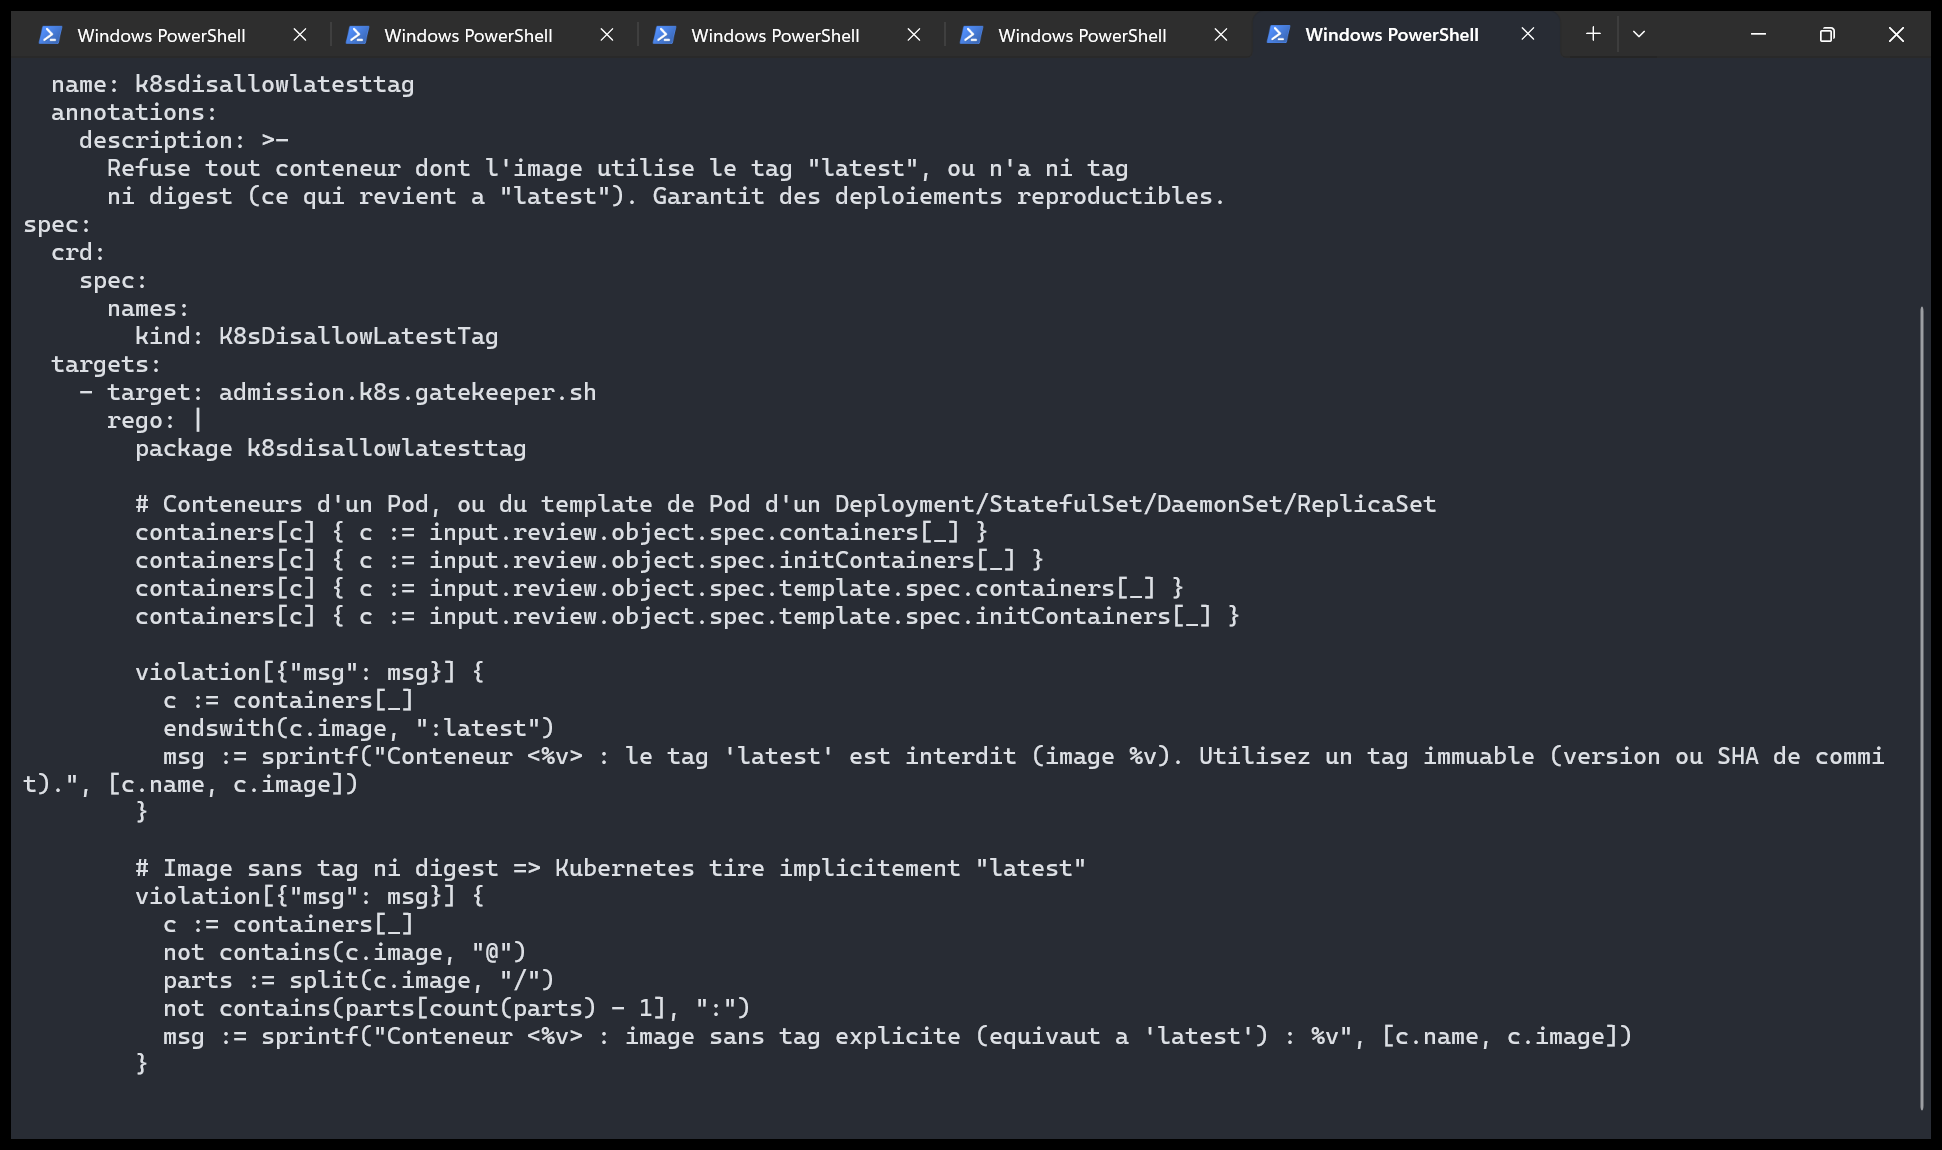 Windows PowerShell
Windows PowerShell
Windows PowerShell
Windows PowerShell
Windows PowerShell
  name: k8sdisallowlatesttag
  annotations:
    description: >-
      Refuse tout conteneur dont l'image utilise le tag "latest", ou n'a ni tag
      ni digest (ce qui revient a "latest"). Garantit des deploiements reproductibles.
spec:
  crd:
    spec:
      names:
        kind: K8sDisallowLatestTag
  targets:
    - target: admission.k8s.gatekeeper.sh
      rego: |
        package k8sdisallowlatesttag

        # Conteneurs d'un Pod, ou du template de Pod d'un Deployment/StatefulSet/DaemonSet/ReplicaSet
        containers[c] { c := input.review.object.spec.containers[_] }
        containers[c] { c := input.review.object.spec.initContainers[_] }
        containers[c] { c := input.review.object.spec.template.spec.containers[_] }
        containers[c] { c := input.review.object.spec.template.spec.initContainers[_] }

        violation[{"msg": msg}] {
          c := containers[_]
          endswith(c.image, ":latest")
          msg := sprintf("Conteneur <%v> : le tag 'latest' est interdit (image %v). Utilisez un tag immuable (version ou SHA de commi
t).", [c.name, c.image])
        }

        # Image sans tag ni digest => Kubernetes tire implicitement "latest"
        violation[{"msg": msg}] {
          c := containers[_]
          not contains(c.image, "@")
          parts := split(c.image, "/")
          not contains(parts[count(parts) - 1], ":")
          msg := sprintf("Conteneur <%v> : image sans tag explicite (equivaut a 'latest') : %v", [c.name, c.image])
        }